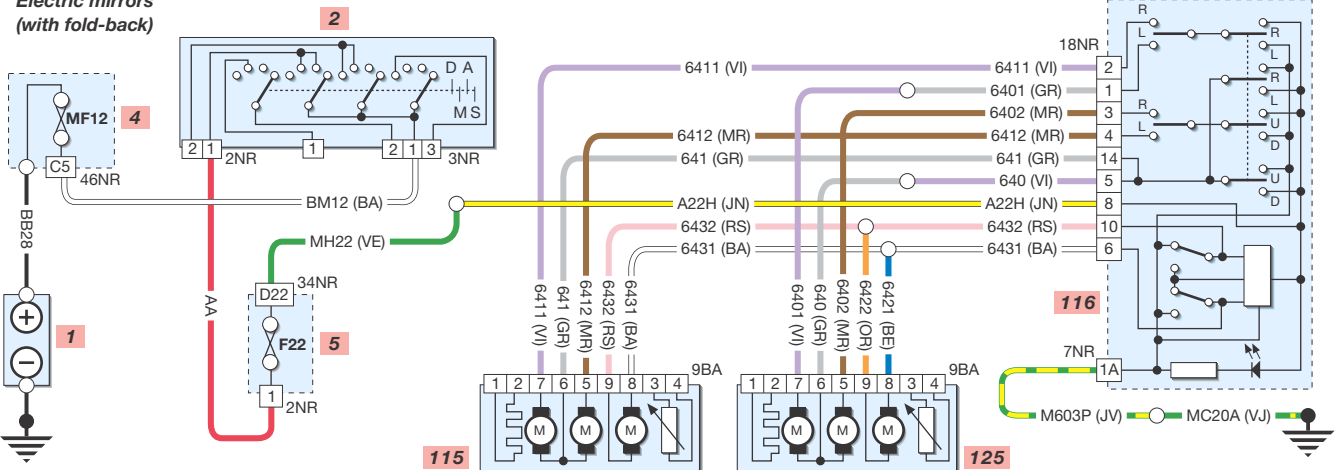 Electric mirrors
(with fold-back)
2
D A
M S
2 1 2NR 1 2 1 3 3NR
MF12 4
C5 46NR
BB28
BM12 (BA)
MH22 (VE)
AA
D22 34NR
F22 5
1 2NR
+
−
1
6411 (VI) 6411 (VI) 18NR 2
6401 (GR) 1
6402 (MR) 3
6412 (MR) 6412 (MR) 4
641 (GR) 641 (GR) 14
640 (VI) 5
A22H (JN) A22H (JN) 8
6432 (RS) 6432 (RS) 10
6431 (BA) 6431 (BA) 6
R
L
R
L
R
L
R
L
U
D
U
D
6411 (VI)
641 (GR)
6412 (MR)
6432 (RS)
6431 (BA)
6401 (VI)
640 (GR)
6402 (MR)
6422 (OR)
6421 (BE)
116
7NR
1A
M603P (JV) MC20A (VJ)
1 2 7 6 5 9 8 3 4 9BA
M M M
115
1 2 7 6 5 9 8 3 4 9BA
M M M
125